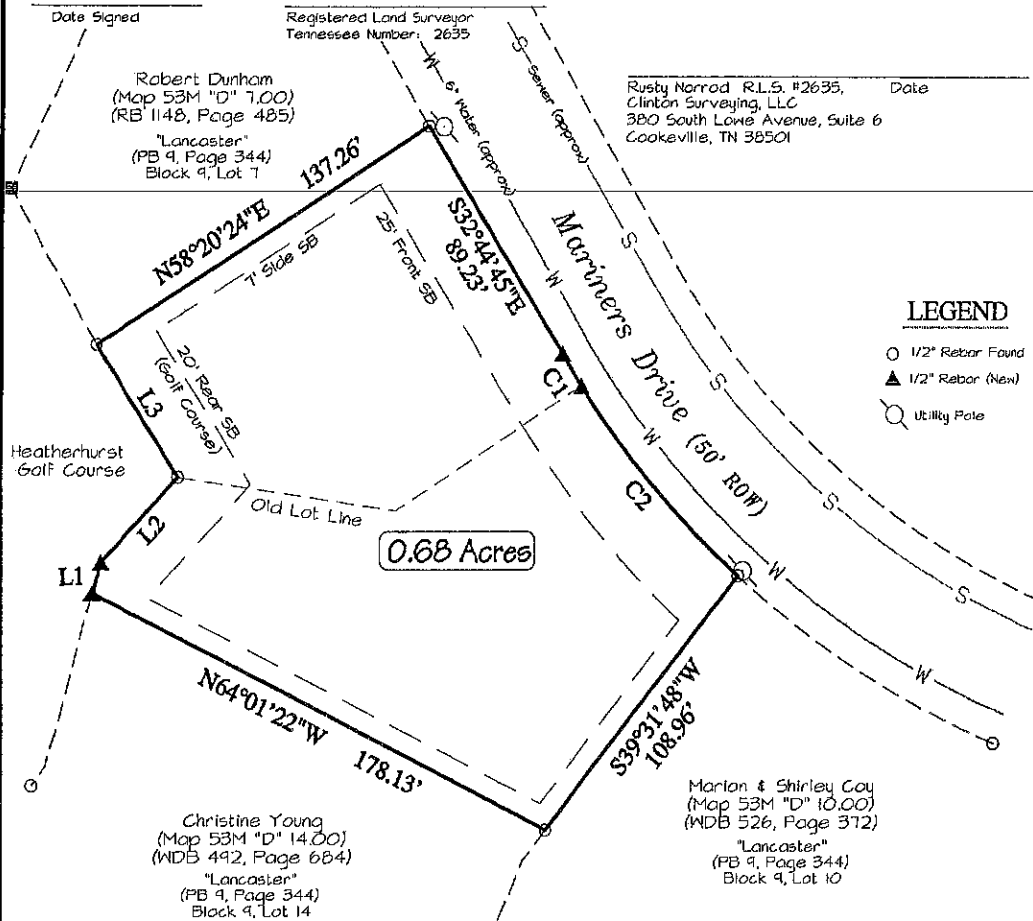 Date Signed
Registered Land Surveyor
Tennessee Number: 2635
Robert Dunham
(Map 53M "D" 7.00)
(RB 1148, Page 485)
"Lancaster"
(PB 9, Page 344)
Block 9, Lot 7
Rusty Norrod R.L.S. #2635, Date
Clinton Surveying, LLC
380 South Lowe Avenue, Suite 6
Cookeville, TN 38501
W
6" Water (approx)
S
Sewer (approx)
N58°20'24"E 137.26'
7' Side SB
25' Front SB
S32°44'45"E
89.23'
Mariners Drive (50' ROW)
W
S
S
W
S
S
W
W
LEGEND
1/2" Rebar Found
1/2" Rebar (New)
Utility Pole
L3
20' Rear SB
(Golf Course)
C1
C2
Heatherhurst
Golf Course
Old Lot Line
L2
L1
0.68 Acres
N64°01'22"W 178.13'
S39°31'48"W
108.96'
Christine Young
(Map 53M "D" 14.00)
(WDB 492, Page 684)
"Lancaster"
(PB 9, Page 344)
Block 9, Lot 14
Marion & Shirley Coy
(Map 53M "D" 10.00)
(WDB 526, Page 372)
"Lancaster"
(PB 9, Page 344)
Block 9, Lot 10